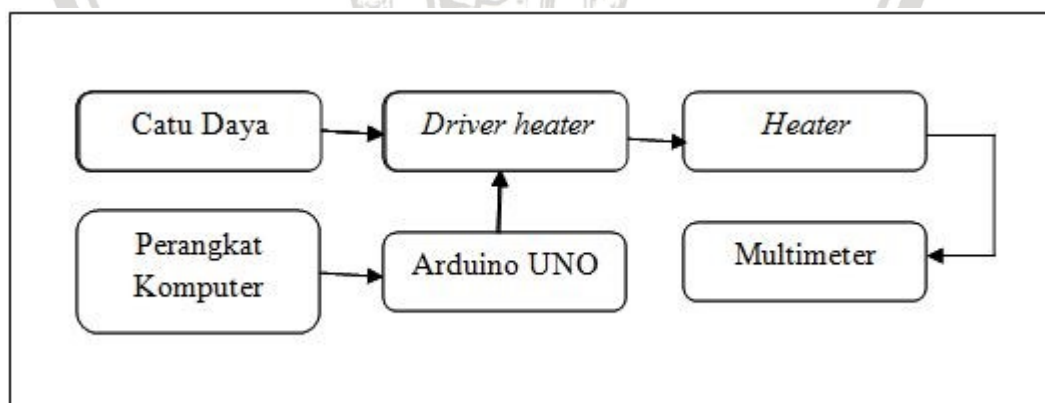 Catu Daya
Driver heater
Heater
Perangkat
Komputer
Arduino UNO
Multimeter